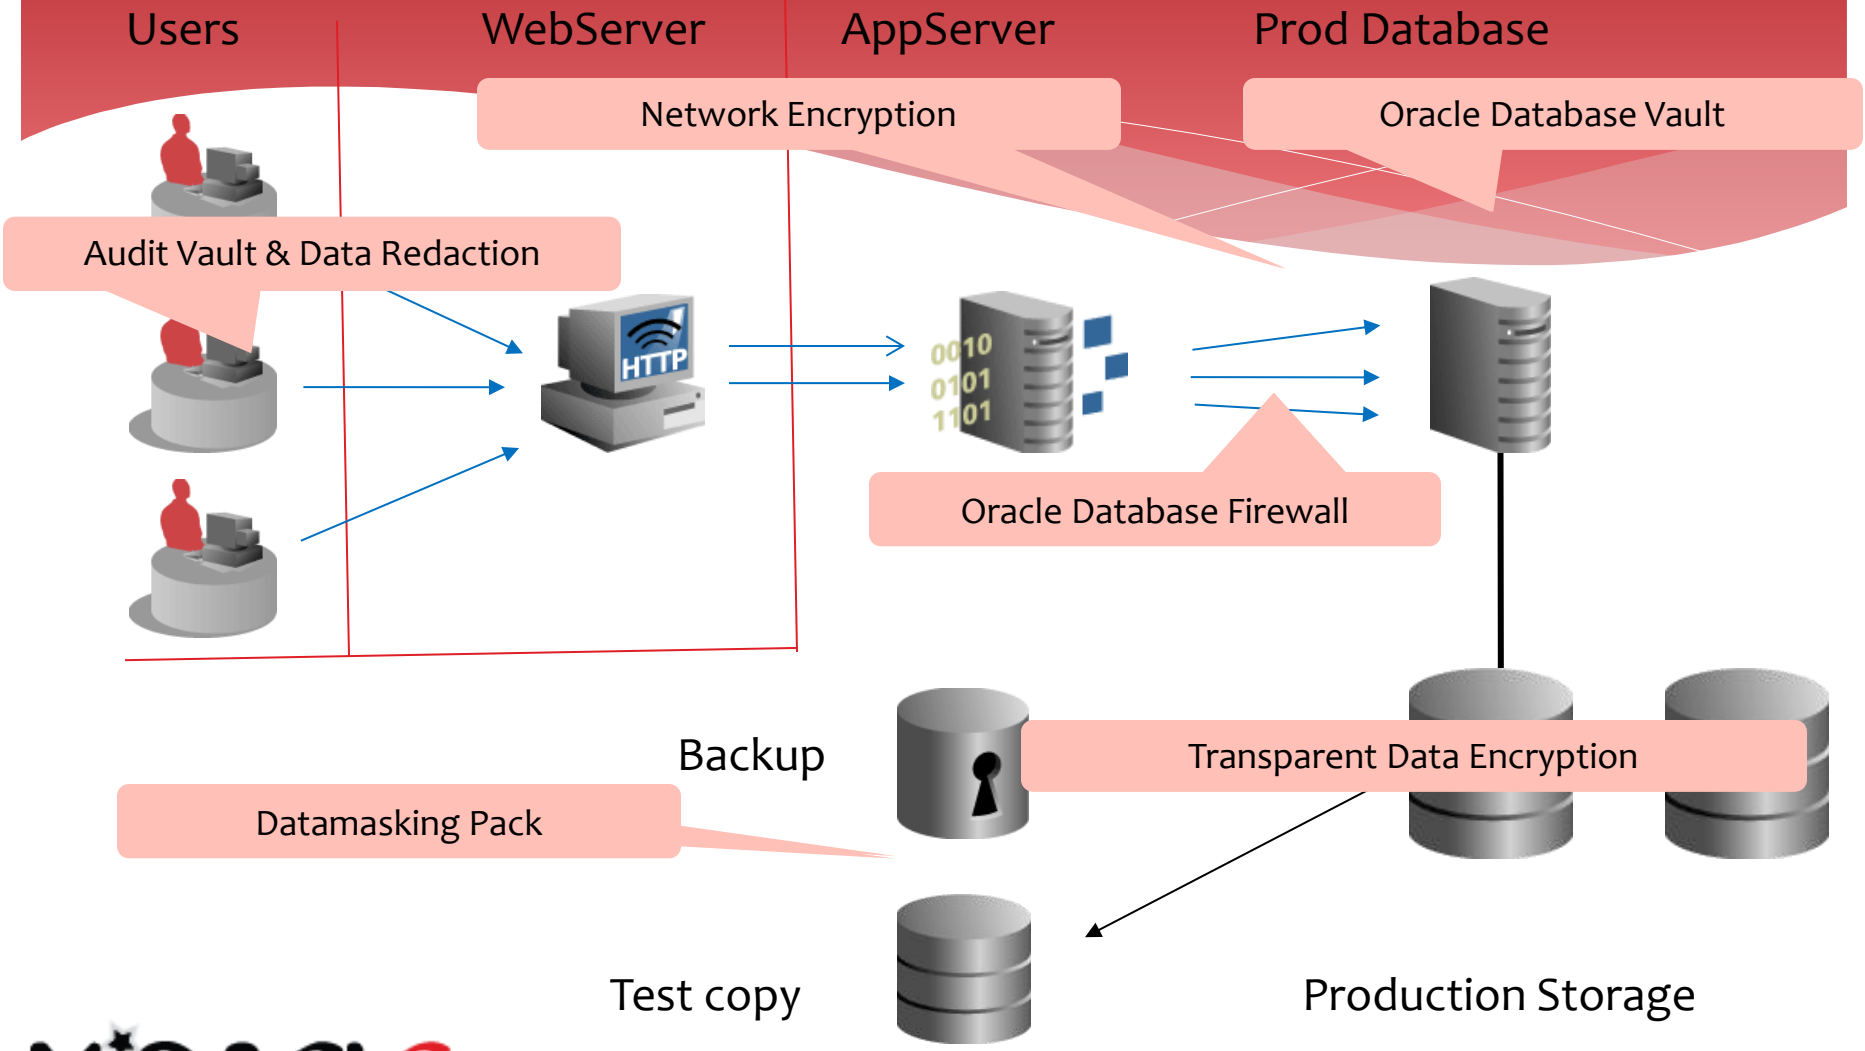 Users
WebServer
AppServer
Prod Database
Network Encryption
Oracle Database Vault
Audit Vault & Data Redaction
HTTP
0010
0101
1101
Oracle Database Firewall
Backup
Transparent Data Encryption
Datamasking Pack
Test copy
Production Storage